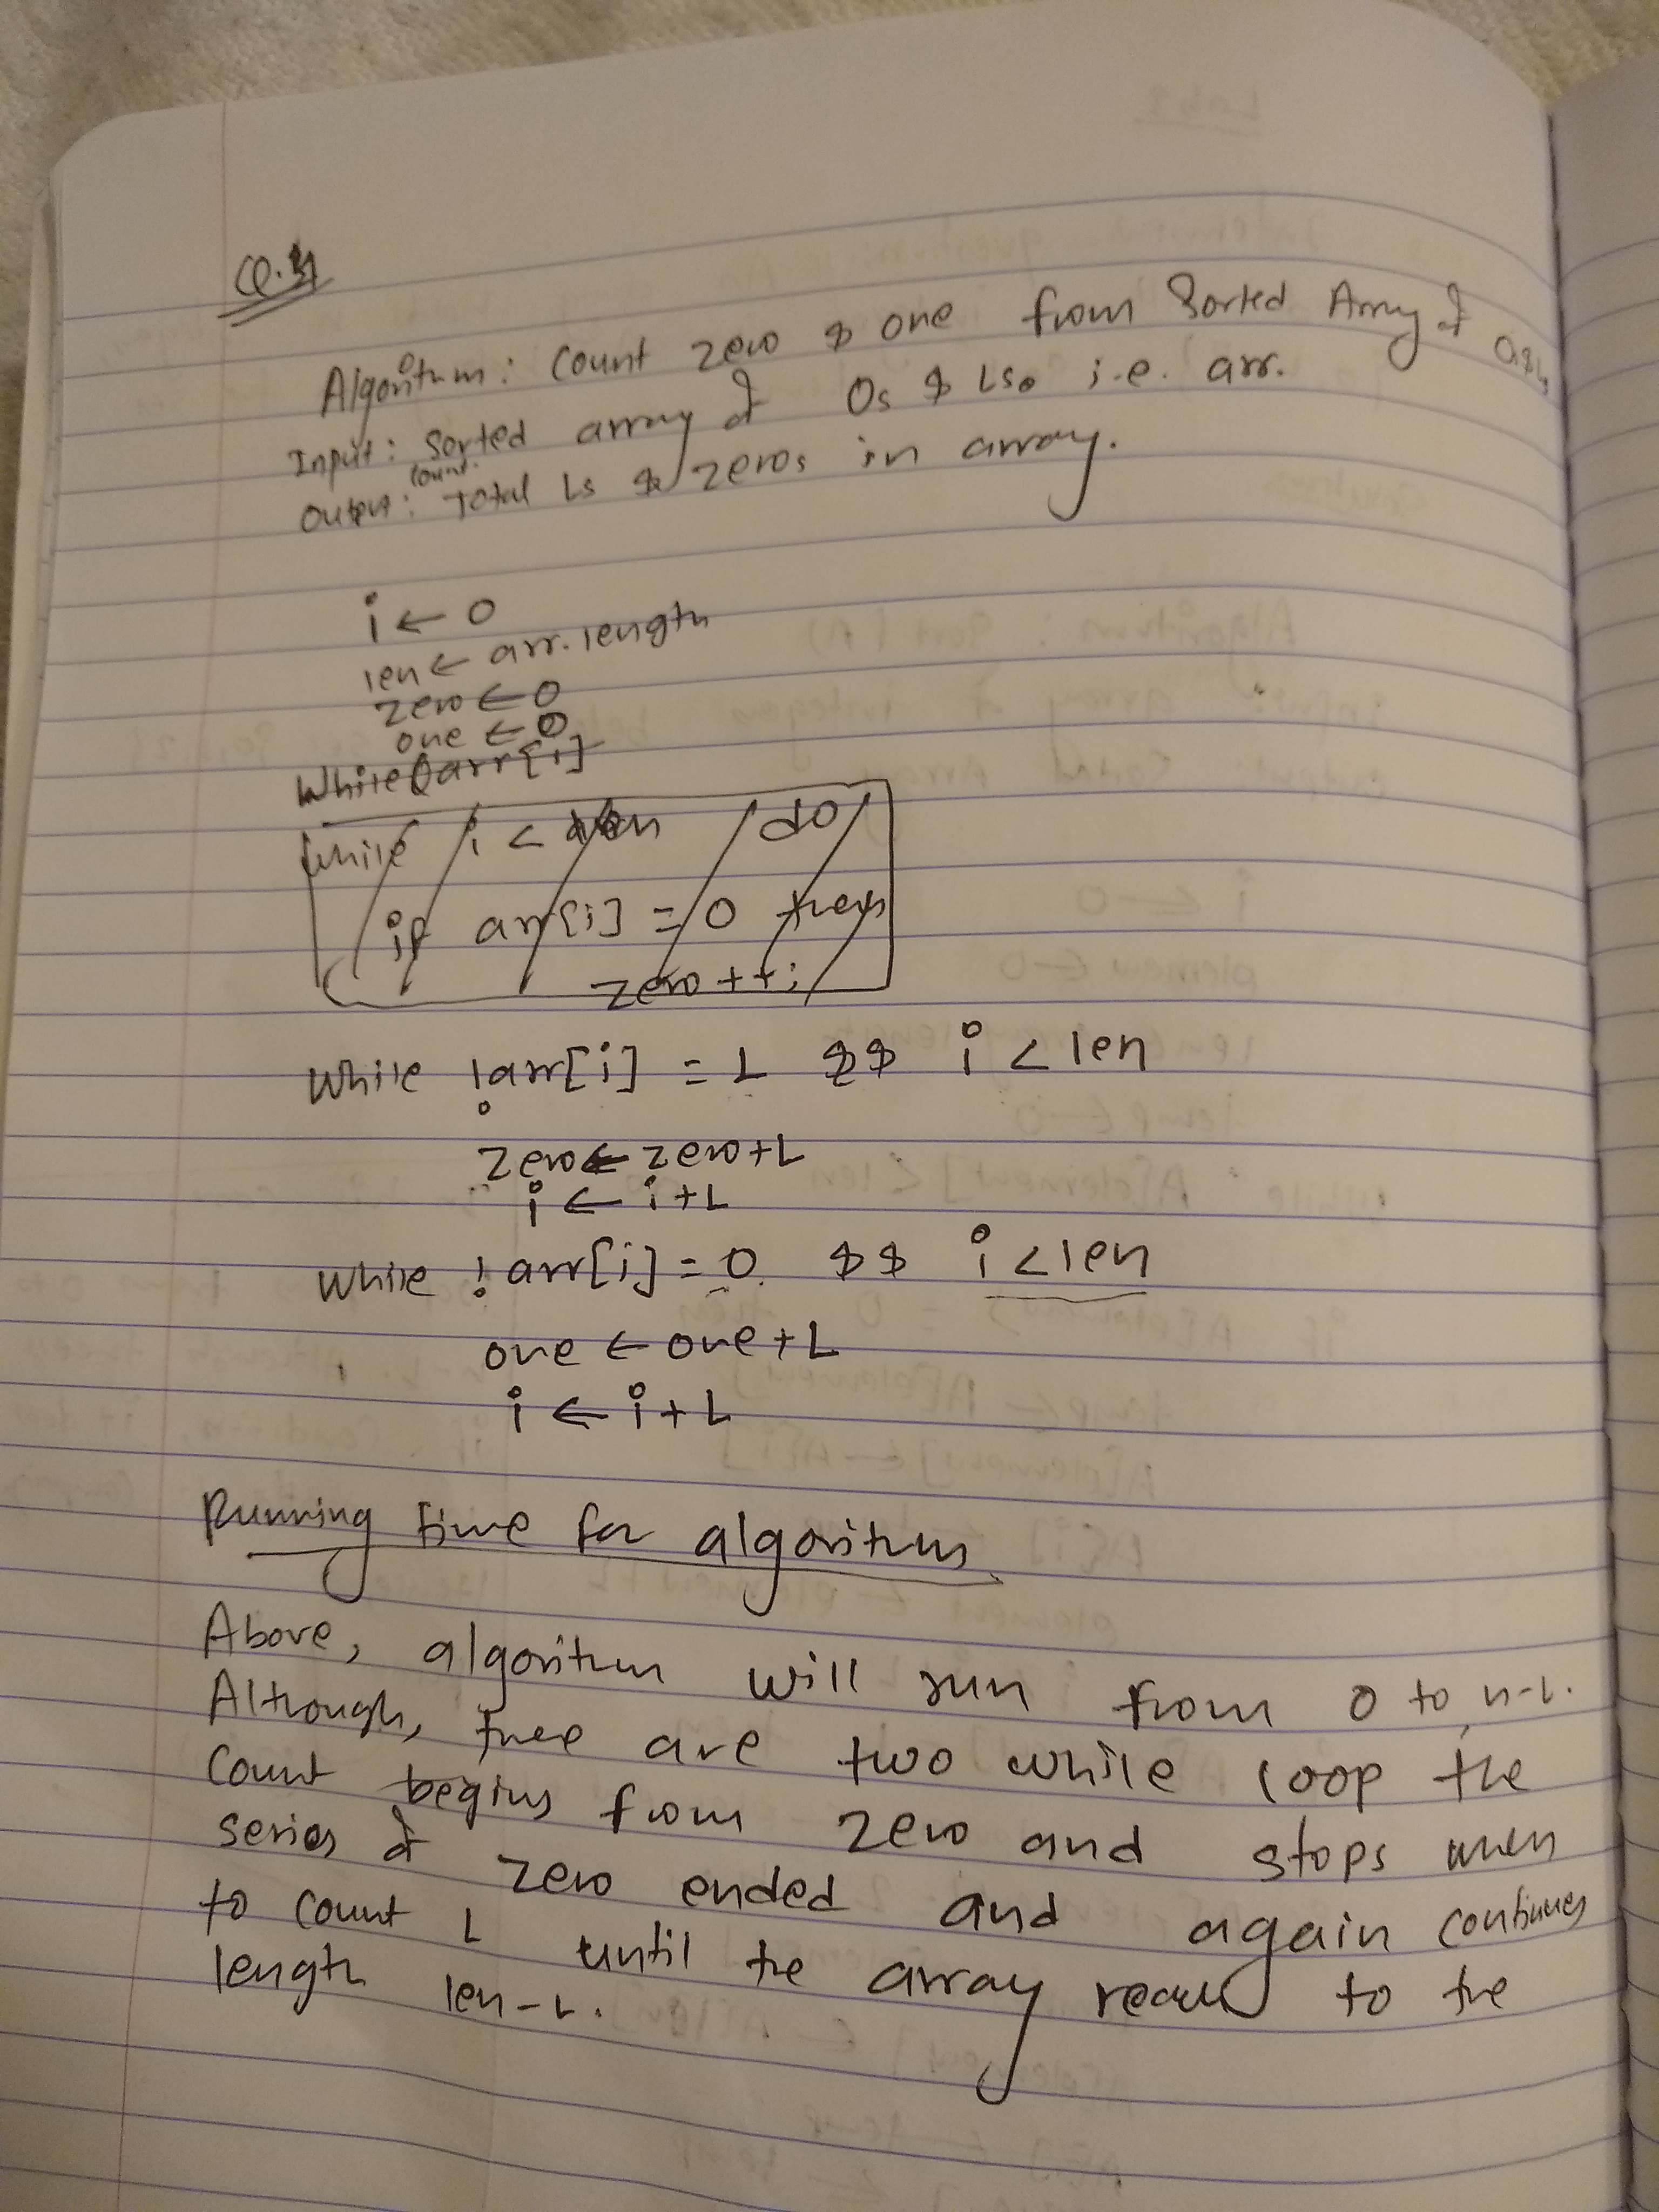 Q.4
Algorithm: Count zero & one from Sorted Array of 0s & 1s
Input: Sorted array of 0s & 1s. i.e. arr.
count
Output: Total 1s & zeros in array.
i ← 0
len ← arr.length
zero ← 0
one ← 0
While(arr[i]
While i < len do
if arr[i] = 0 then
zero++;
While !arr[i] = 1 && i < len
zero ← zero+1
i ← i+1
While !arr[i] = 0 && i < len
one ← one+1
i ← i+1
Running time for algorithm
Above, algorithm will run from 0 to n-1.
Although, there are two while loop the
Count begins from zero and stops when
series of zero ended and again continues
to count 1 until the array reach to the
length len-1.